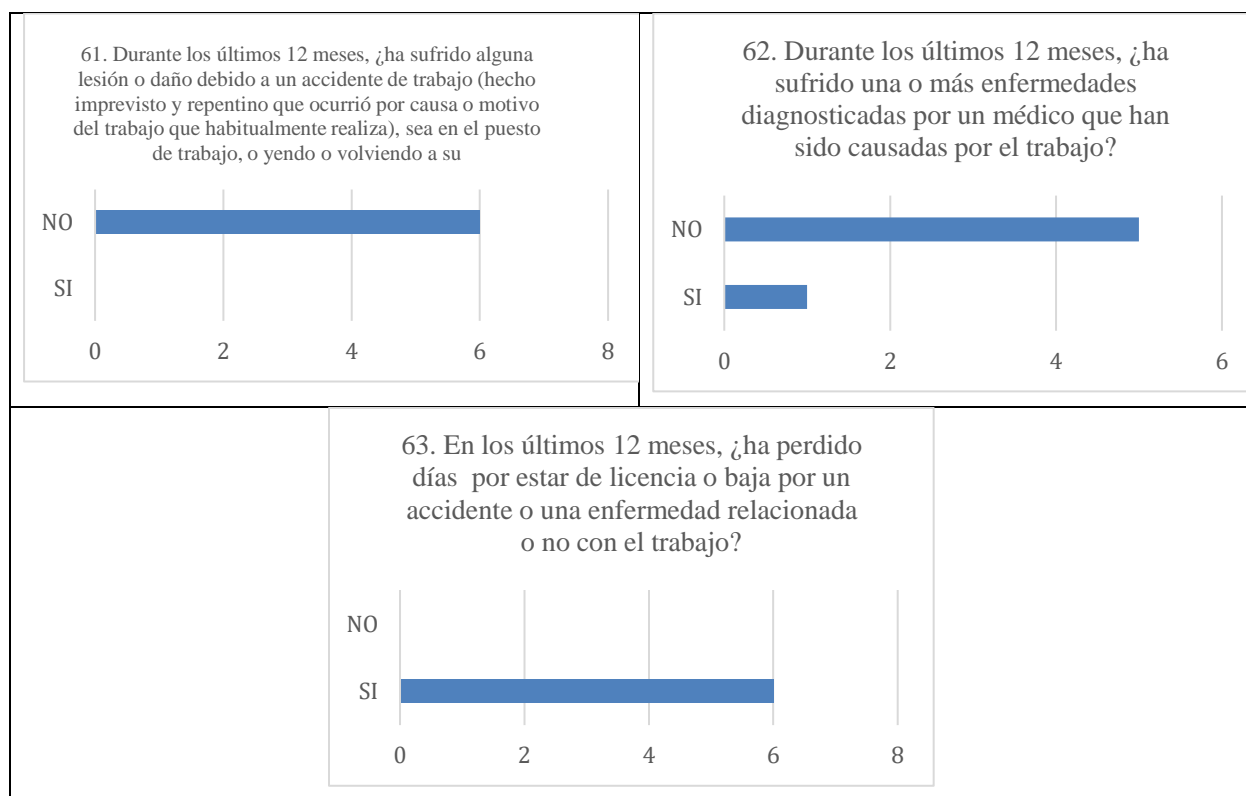 61. Durante los últimos 12 meses, ¿ha sufrido alguna
lesión o daño debido a un accidente de trabajo (hecho
imprevisto y repentino que ocurrió por causa o motivo
del trabajo que habitualmente realiza), sea en el puesto
de trabajo, o yendo o volviendo a su
NO
SI
0 2 4 6 8
62. Durante los últimos 12 meses, ¿ha
sufrido una o más enfermedades
diagnosticadas por un médico que han
sido causadas por el trabajo?
NO
SI
0 2 4 6
63. En los últimos 12 meses, ¿ha perdido
días por estar de licencia o baja por un
accidente o una enfermedad relacionada
o no con el trabajo?
NO
SI
0 2 4 6 8